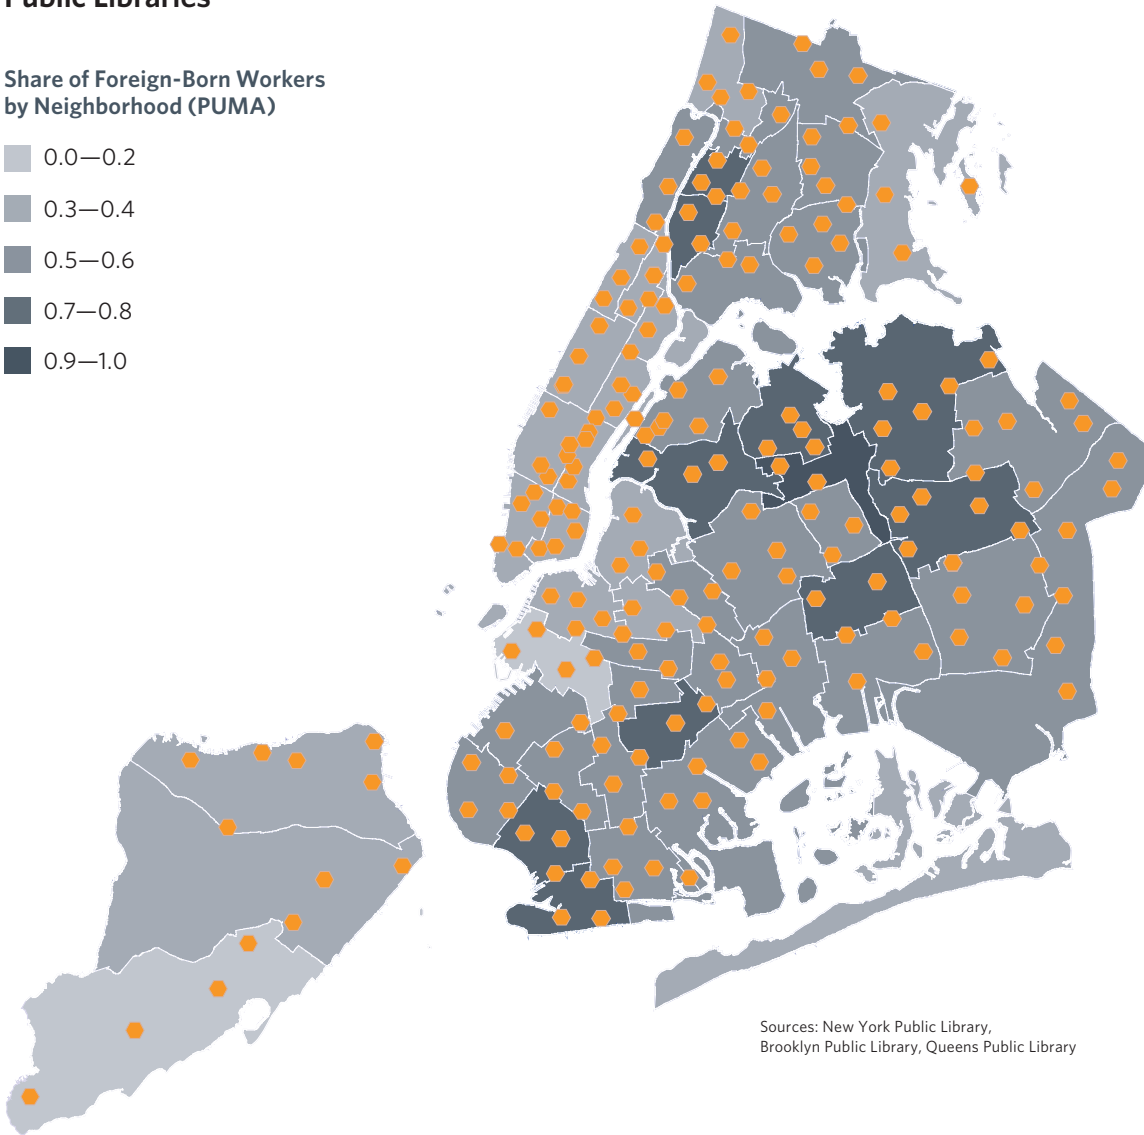 Public Libraries
Share of Foreign-Born Workers
by Neighborhood (PUMA)
0.0—0.2
0.3—0.4
0.5—0.6
0.7—0.8
0.9—1.0
Sources: New York Public Library,
Brooklyn Public Library, Queens Public Library